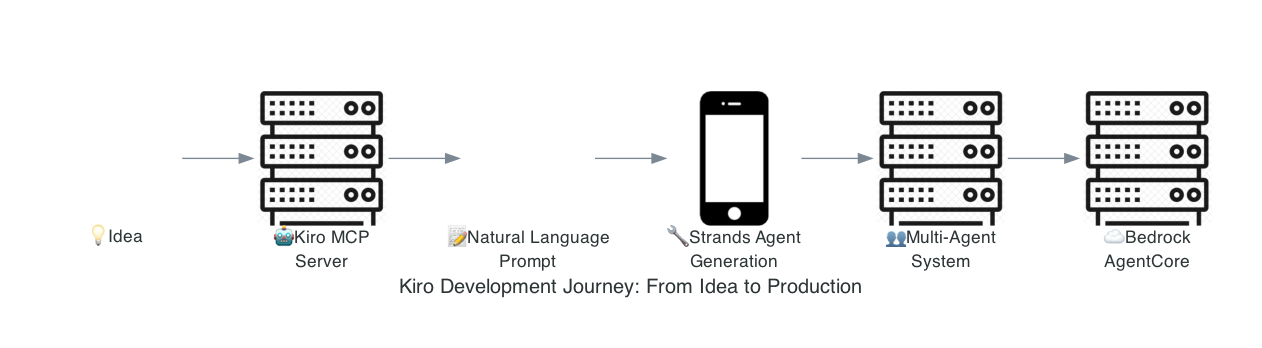 💡Idea
🤖Kiro MCP
Server
📝Natural Language
Prompt
🔧Strands Agent
Generation
👥Multi-Agent
System
☁️Bedrock
AgentCore
Kiro Development Journey: From Idea to Production